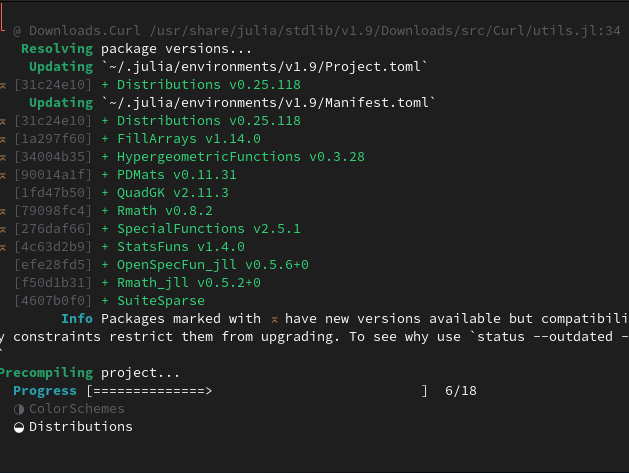 @ Downloads.Curl /usr/share/julia/stdlib/v1.9/Downloads/src/Curl/utils.jl:34
Resolving package versions...
Updating `~/.julia/environments/v1.9/Project.toml`
⌅ [31c24e10] + Distributions v0.25.118
Updating `~/.julia/environments/v1.9/Manifest.toml`
⌅ [31c24e10] + Distributions v0.25.118
⌅ [1a297f60] + FillArrays v1.14.0
⌅ [34004b35] + HypergeometricFunctions v0.3.28
⌅ [90014a1f] + PDMats v0.11.31
[1fd47b50] + QuadGK v2.11.3
⌅ [79098fc4] + Rmath v0.8.2
⌅ [276daf66] + SpecialFunctions v2.5.1
⌅ [4c63d2b9] + StatsFuns v1.4.0
[efe28fd5] + OpenSpecFun_jll v0.5.6+0
[f50d1b31] + Rmath_jll v0.5.2+0
[4607b0f0] + SuiteSparse
Info Packages marked with ⌅ have new versions available but compatibili
y constraints restrict them from upgrading. To see why use `status --outdated -
`
Precompiling project...
Progress [==============>                          ]  6/18
◑ ColorSchemes
◒ Distributions